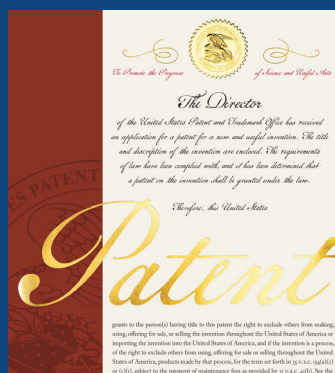 To Promote the Progress
of Science and Useful Arts
The Director
of the United States Patent and Trademark Office has received
an application for a patent for a new and useful invention. The title
and description of the invention are enclosed. The requirements
of law have been complied with, and it has been determined that
a patent on the invention shall be granted under the law.
Therefore, this United States
ES PATENT
Patent
grants to the person(s) having title to this patent the right to exclude others from making,
using, offering for sale, or selling the invention throughout the United States of America or
importing the invention into the United States of America, and if the invention is a process,
of the right to exclude others from using, offering for sale or selling throughout the United
States of America, products made by that process, for the term set forth in 35 U.S.C. 154(a)(2)
or (c)(1), subject to the payment of maintenance fees as provided by 35 U.S.C. 41(b). See the